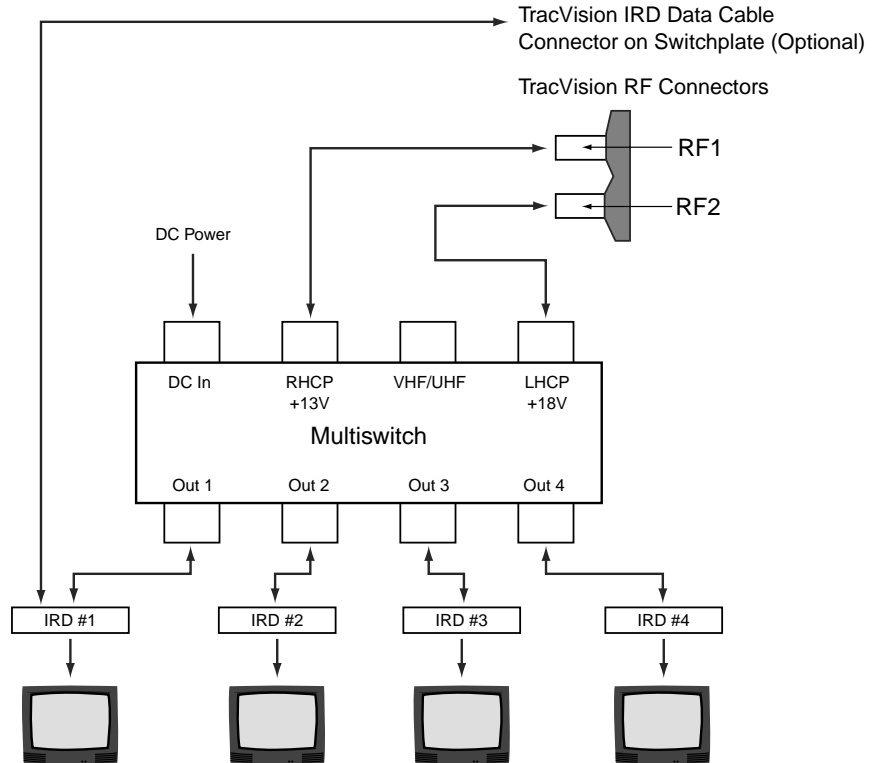 TracVision IRD Data Cable
Connector on Switchplate (Optional)
TracVision RF Connectors
RF1
RF2
DC Power
DC In
RHCP
+13V
VHF/UHF
LHCP
+18V
Multiswitch
Out 1
Out 2
Out 3
Out 4
IRD #1
IRD #2
IRD #3
IRD #4